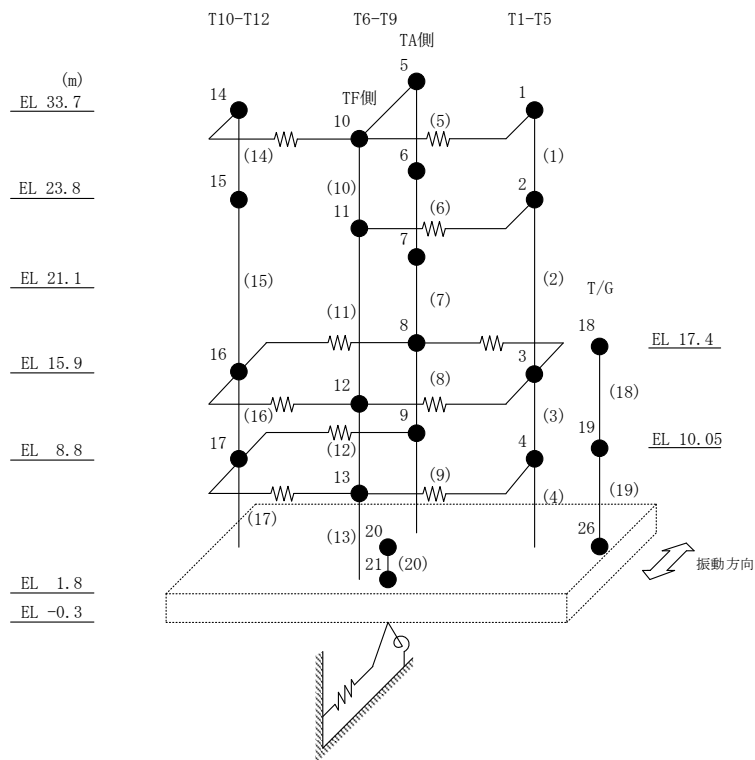 T10-T12
T6-T9
T1-T5
TA側
(m)
5
EL 33.7
14
TF側
1
10
(5)
(14)
(1)
6
EL 23.8
15
(10)
2
11
(6)
7
EL 21.1
(15)
(2)
T/G
(7)
(11)
8
18
EL 17.4
16
3
EL 15.9
(8)
12
(18)
(16)
9
(3)
19
17
(12)
4
EL 10.05
EL 8.8
13
(9)
(4)
(19)
(17)
(13)
20
26
21
(20)
振動方向
EL 1.8
EL -0.3